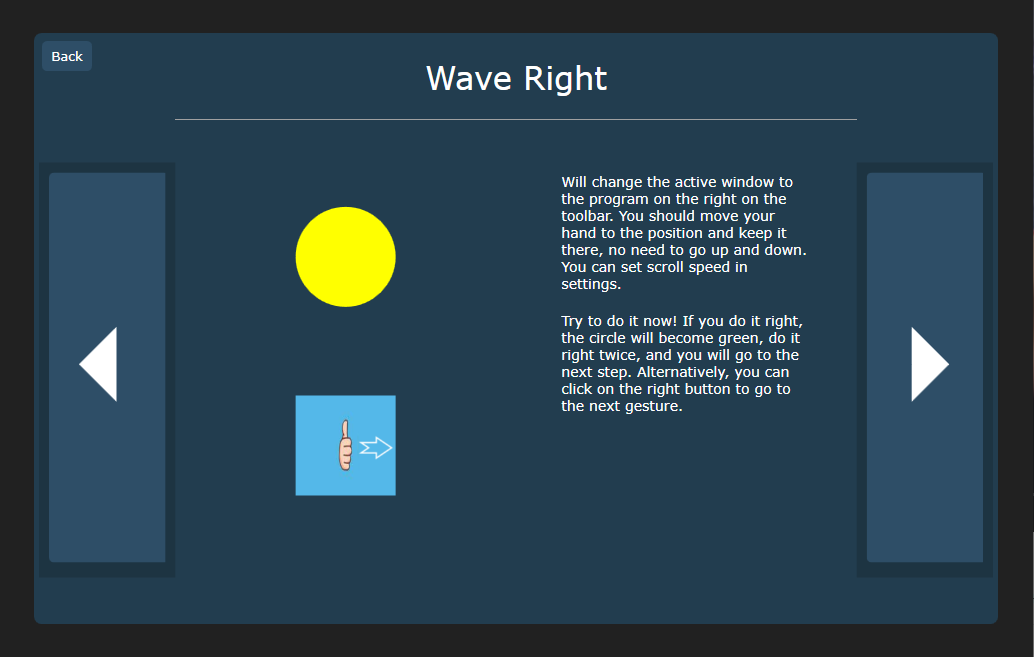 Back
Wave Right
Will change the active window to
the program on the right on the
toolbar. You should move your
hand to the position and keep it
there, no need to go up and down.
You can set scroll speed in
settings.
Try to do it now! If you do it right,
the circle will become green, do it
right twice, and you will go to the
next step. Alternatively, you can
click on the right button to go to
the next gesture.